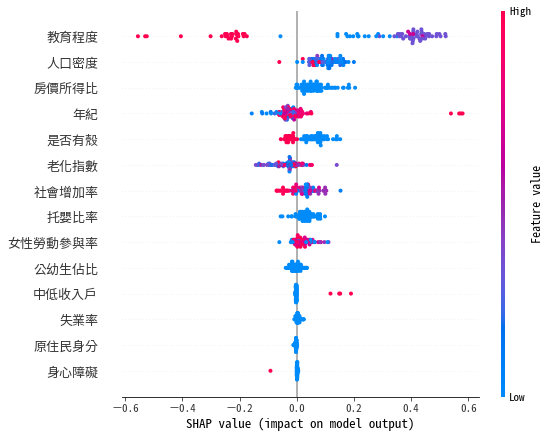 High
教育程度
人口密度
房價所得比
年紀
是否有殼
老化指數
社會增加率
托嬰比率
女性勞動參與率
公幼生佔比
中低收入戶
失業率
原住民身分
身心障礙
Feature value
Low
−0.6 −0.4 −0.2 0.0 0.2 0.4 0.6
SHAP value (impact on model output)